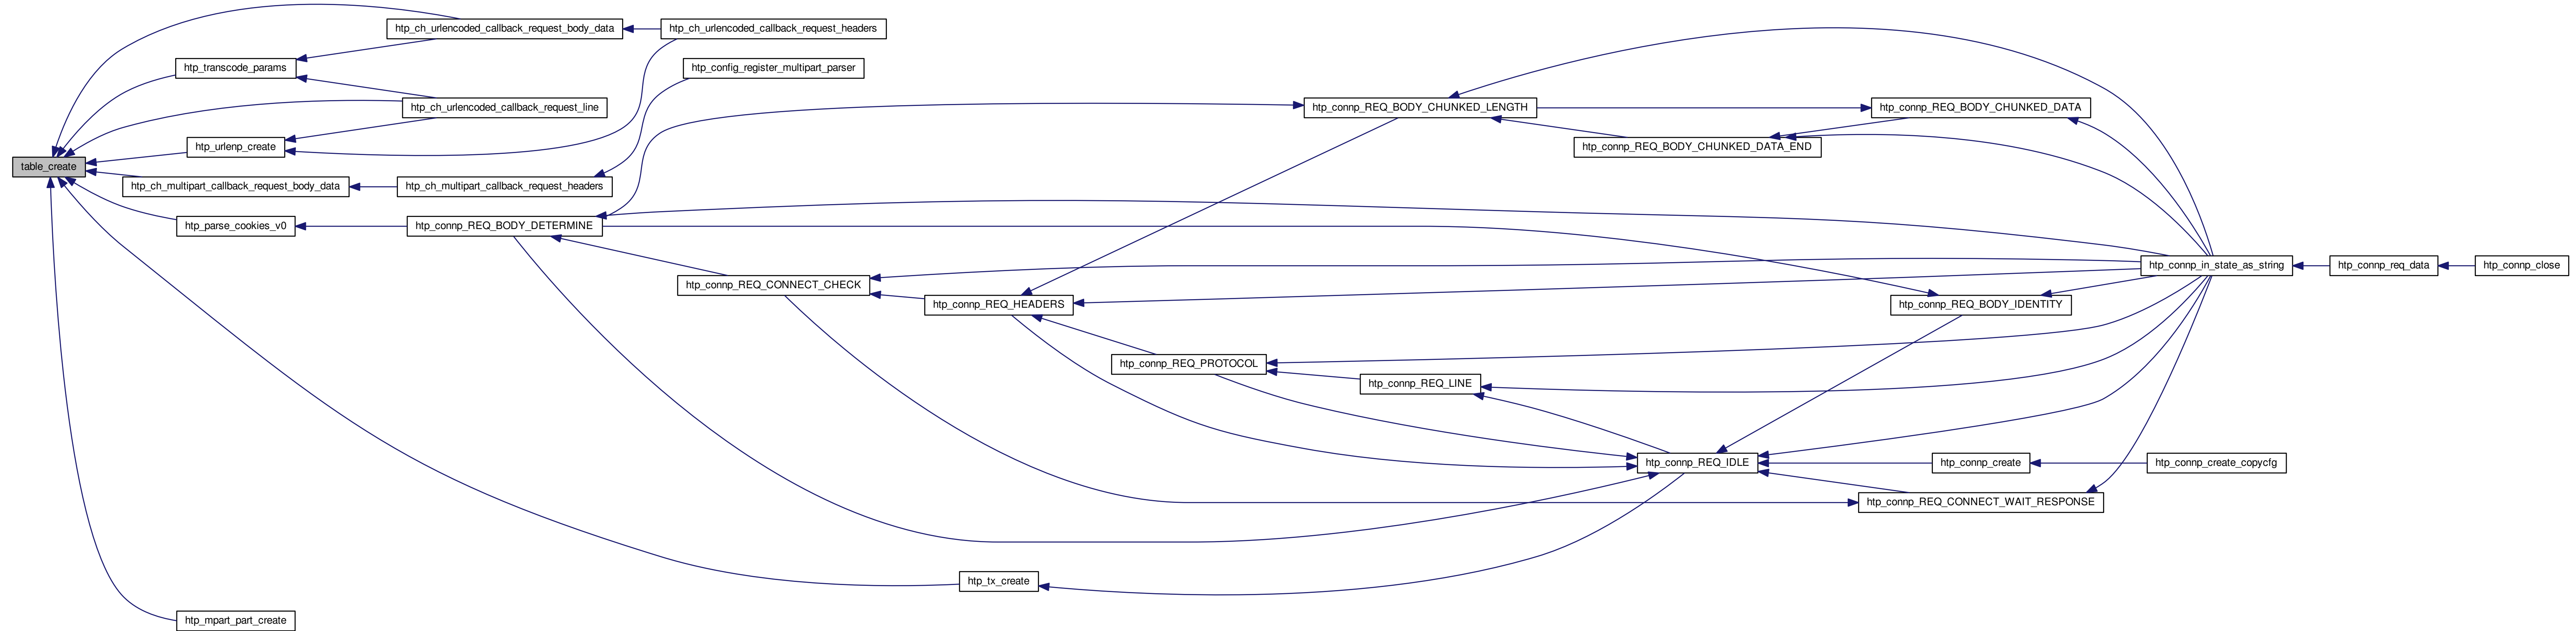 table_create
htp_ch_urlencoded_callback_request_body_data
htp_ch_urlencoded_callback_request_headers
htp_transcode_params
htp_config_register_multipart_parser
htp_ch_urlencoded_callback_request_line
htp_urlenp_create
htp_ch_multipart_callback_request_body_data
htp_ch_multipart_callback_request_headers
htp_parse_cookies_v0
htp_connp_REQ_BODY_DETERMINE
htp_connp_REQ_CONNECT_CHECK
htp_connp_REQ_HEADERS
htp_connp_REQ_PROTOCOL
htp_connp_REQ_LINE
htp_connp_REQ_BODY_CHUNKED_LENGTH
htp_connp_REQ_BODY_CHUNKED_DATA
htp_connp_REQ_BODY_CHUNKED_DATA_END
htp_connp_in_state_as_string
htp_connp_req_data
htp_connp_close
htp_connp_REQ_BODY_IDENTITY
htp_connp_REQ_IDLE
htp_connp_create
htp_connp_create_copycfg
htp_connp_REQ_CONNECT_WAIT_RESPONSE
htp_tx_create
htp_mpart_part_create